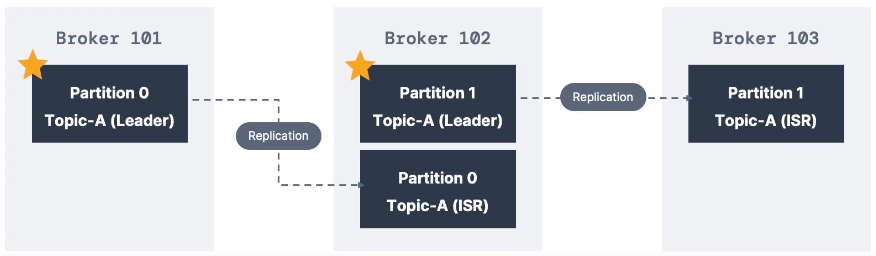 Broker 101
Partition 0
Topic-A (Leader)
Replication
Broker 102
Partition 1
Topic-A (Leader)
Partition 0
Topic-A (ISR)
Replication
Broker 103
Partition 1
Topic-A (ISR)